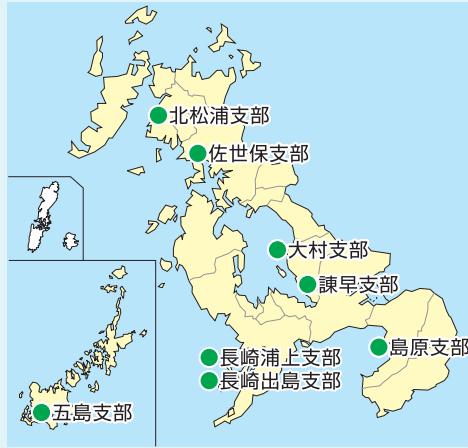 北松浦支部
佐世保支部
大村支部
諫早支部
島原支部
長崎浦上支部
長崎出島支部
五島支部